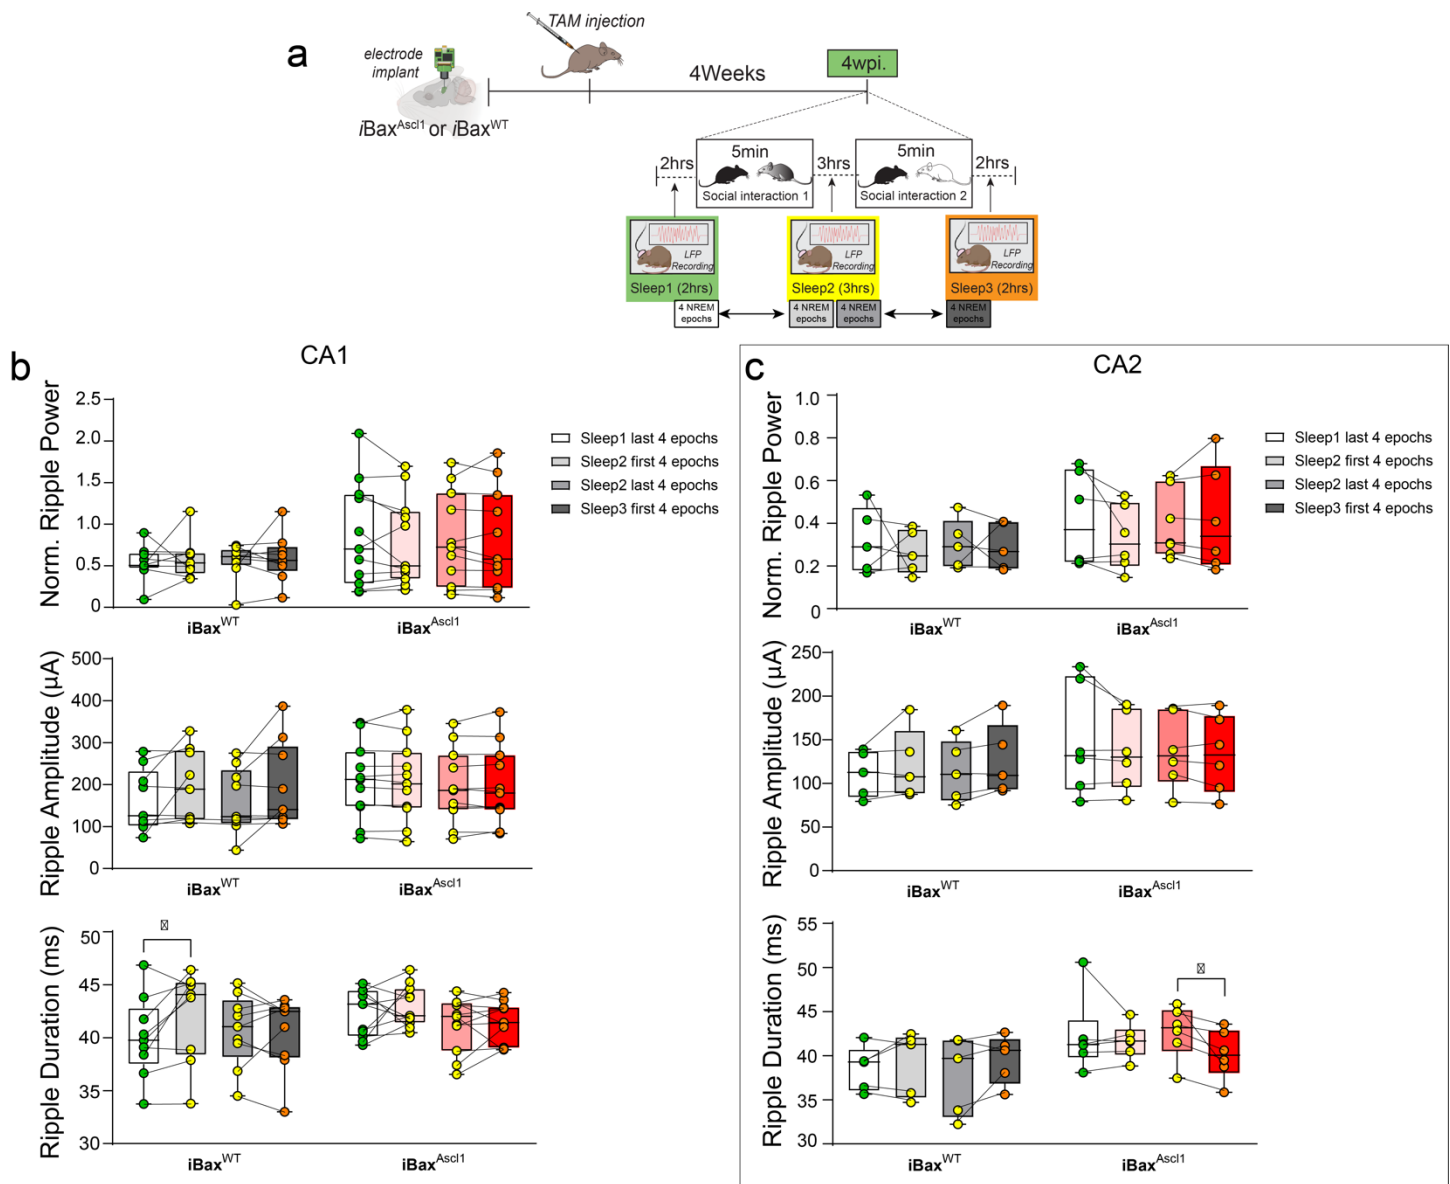 a
TAM injection
electrode
implant
4Weeks
4wpi.
iBaxAscl1 or iBaxWT
2hrs
5min
3hrs
5min
2hrs
Social interaction 1
Social interaction 2
LFP
Recording
LFP
Recording
LFP
Recording
Sleep1 (2hrs)
Sleep2 (3hrs)
Sleep3 (2hrs)
4 NREM
epochs
4 NREM
epochs
4 NREM
epochs
4 NREM
epochs
b
CA1
Norm. Ripple Power
2.5
2.0
1.5
1.0
0.5
0
iBaxWT
iBaxAscl1
Sleep1 last 4 epochs
Sleep2 first 4 epochs
Sleep2 last 4 epochs
Sleep3 first 4 epochs
Ripple Amplitude (µA)
500
400
300
200
100
0
iBaxWT
iBaxAscl1
Ripple Duration (ms)
50
45
40
35
30
iBaxWT
iBaxAscl1
c
CA2
Norm. Ripple Power
1.0
0.8
0.6
0.4
0.2
0
iBaxWT
iBaxAscl1
Sleep1 last 4 epochs
Sleep2 first 4 epochs
Sleep2 last 4 epochs
Sleep3 first 4 epochs
Ripple Amplitude (µA)
250
200
150
100
50
0
iBaxWT
iBaxAscl1
Ripple Duration (ms)
55
50
45
40
35
30
iBaxWT
iBaxAscl1